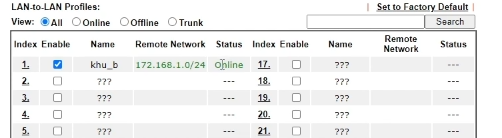 LAN-to-LAN Profiles: | Set to Factory Default |
View: All Online Offline Trunk Search
Index Enable Name Remote Network Status Index Enable Name Remote Network Status
1. khu_b 172.168.1.0/24 Online 17. ??? ---
2. ??? --- 18. ??? ---
3. ??? --- 19. ??? ---
4. ??? --- 20. ??? ---
5. ??? --- 21. ??? ---